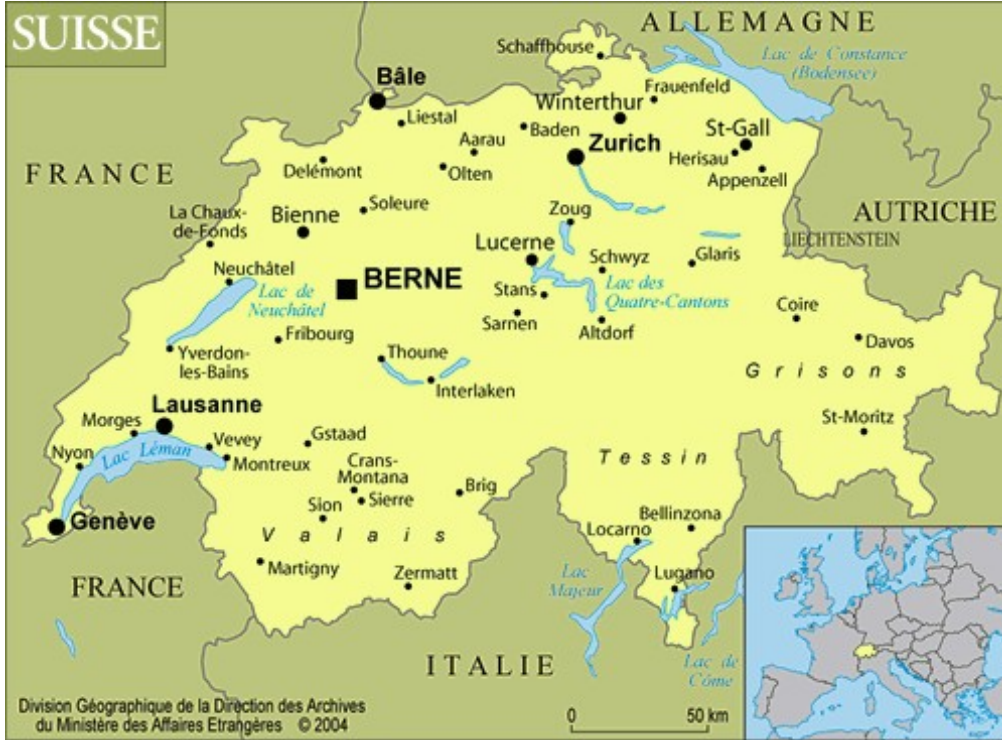 SUISSE
ALLEMAGNE
Schaffhouse
Lac de Constance
(Bodensee)
Bâle
Frauenfeld
Winterthur
Liestal
Baden
St-Gall
Aarau
Zurich
Herisau
FRANCE
Delémont
Olten
Appenzell
Soleure
La Chaux-
de-Fonds
Bienne
Zoug
AUTRICHE
LIECHTENSTEIN
Lucerne
Schwyz
Glaris
Neuchâtel
BERNE
Lac de
Neuchâtel
Stans
Lac des
Quatre-Cantons
Sarnen
Altdorf
Coire
Fribourg
Davos
Yverdon-
les-Bains
Thoune
Interlaken
Grisons
Lausanne
Morges
St-Moritz
Gstaad
Vevey
Nyon
Lac Léman
Montreux
Tessin
Crans-
Montana
Sierre
Brig
Sion
Genève
Valais
Bellinzona
Locarno
Martigny
Zermatt
Lac
Majeur
Lugano
FRANCE
ITALIE
Lac de
Côme
Division Géographique de la Direction des Archives
du Ministère des Affaires Etrangères © 2004
0 50 km